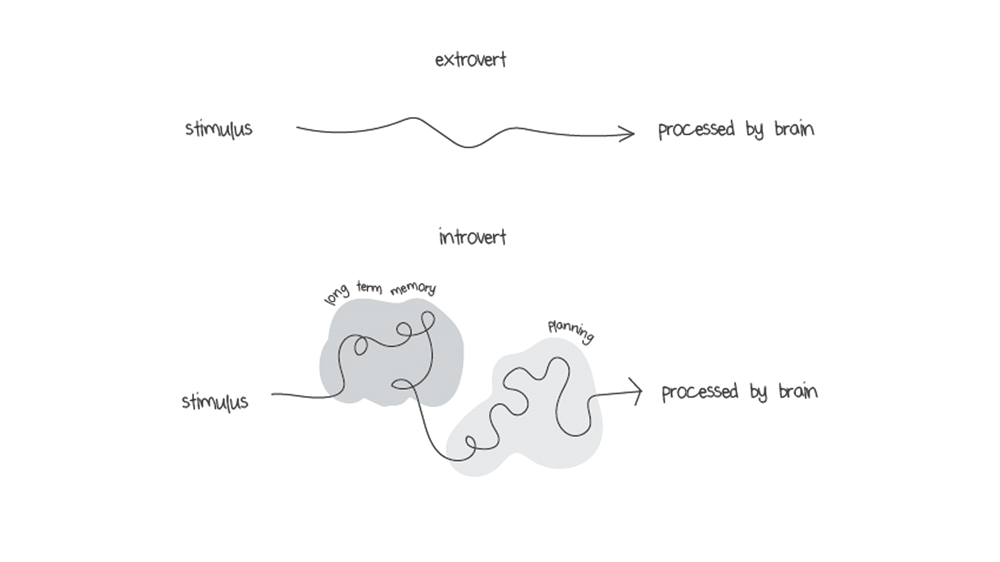 extrovert
stimulus
processed by brain
introvert
long term memory
planning
stimulus
processed by brain